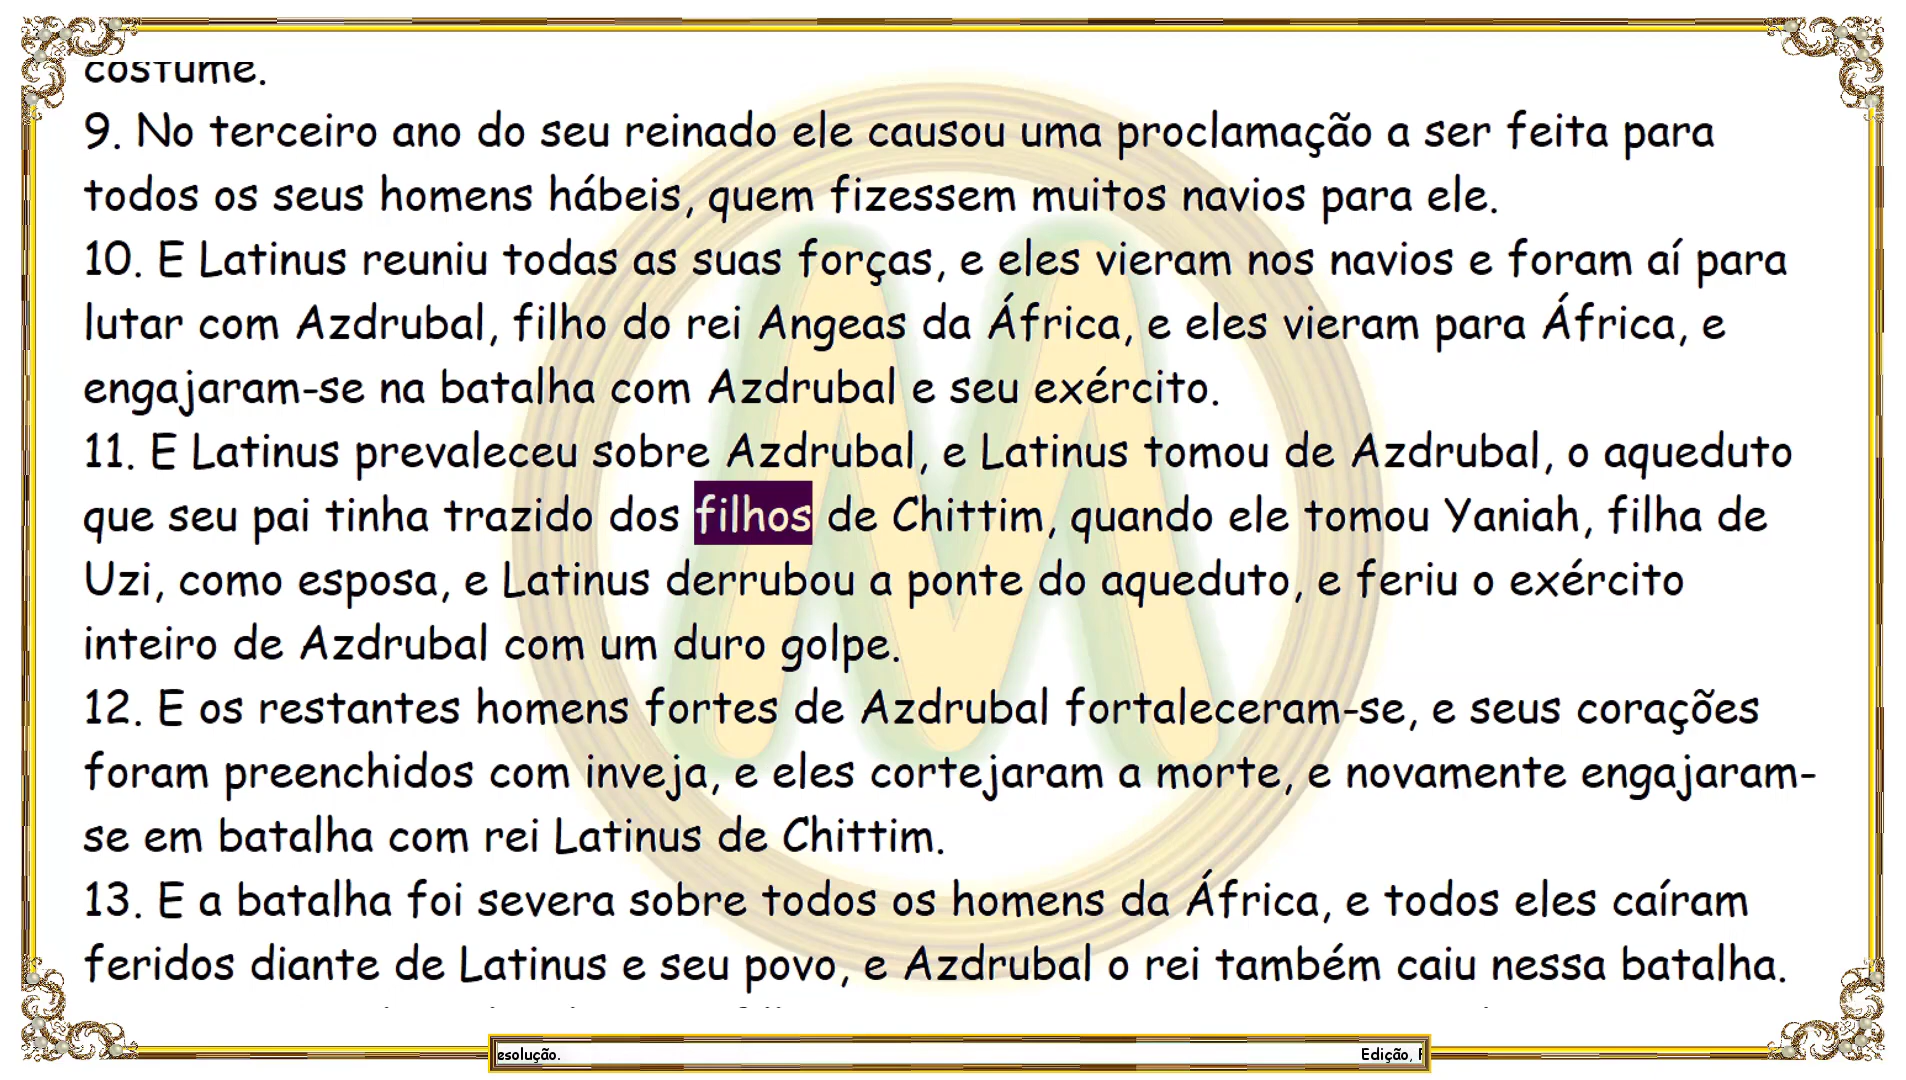 costume.
9. No terceiro ano do seu reinado ele causou uma proclamação a ser feita para
todos os seus homens hábeis, quem fizessem muitos navios para ele.
10. E Latinus reuniu todas as suas forças, e eles vieram nos navios e foram aí para
lutar com Azdrubal, filho do rei Angeas da África, e eles vieram para África, e
engajaram-se na batalha com Azdrubal e seu exército.
11. E Latinus prevaleceu sobre Azdrubal, e Latinus tomou de Azdrubal, o aqueduto
que seu pai tinha trazido dos filhos de Chittim, quando ele tomou Yaniah, filha de
Uzi, como esposa, e Latinus derrubou a ponte do aqueduto, e feriu o exército
inteiro de Azdrubal com um duro golpe.
12. E os restantes homens fortes de Azdrubal fortaleceram-se, e seus corações
foram preenchidos com inveja, e eles cortejaram a morte, e novamente engajaram-
se em batalha com rei Latinus de Chittim.
13. E a batalha foi severa sobre todos os homens da África, e todos eles caíram
feridos diante de Latinus e seu povo, e Azdrubal o rei também caiu nessa batalha.
esolução. Edição,